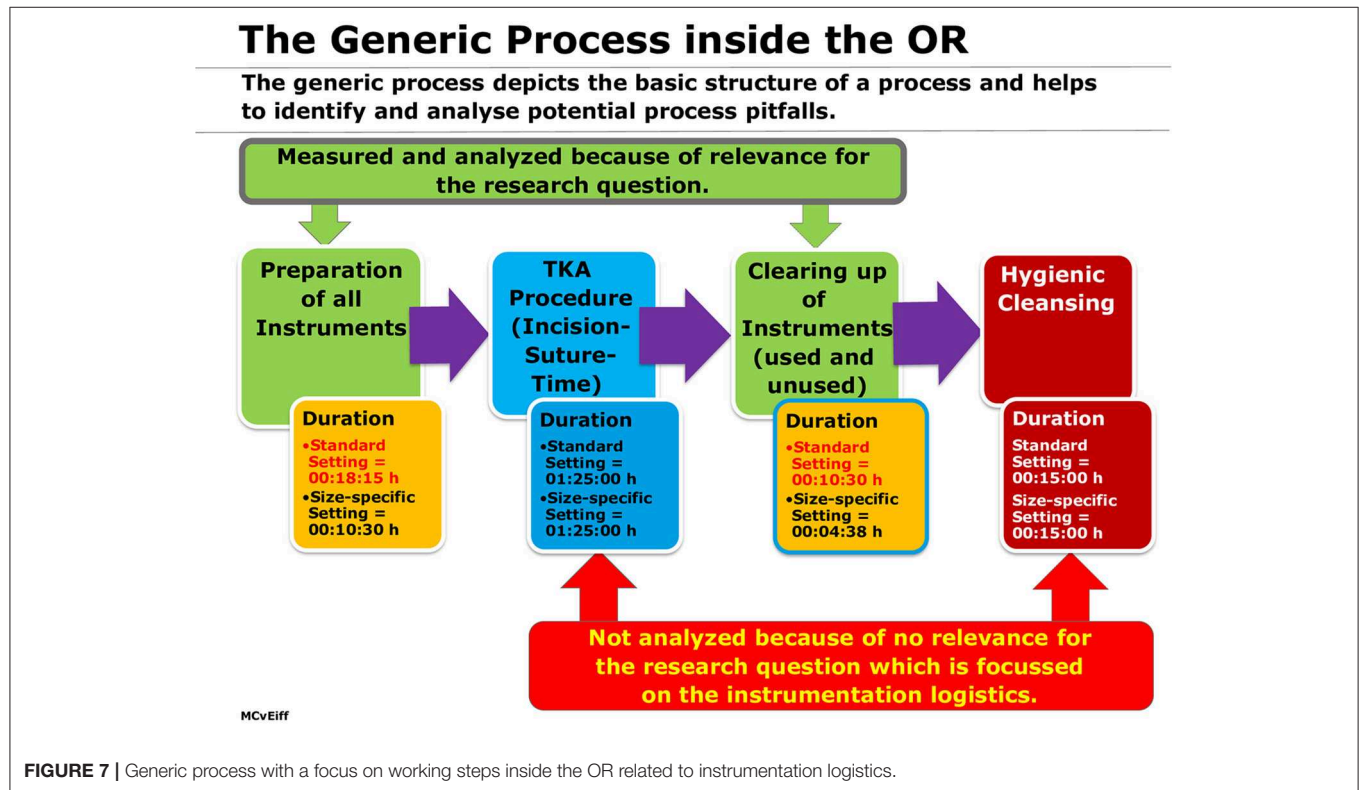 The Generic Process inside the OR
The generic process depicts the basic structure of a process and helps
to identify and analyse potential process pitfalls.
Measured and analyzed because of relevance for
the research question.
Preparation
of all
Instruments
Duration
•Standard
Setting =
00:18:15 h
•Size-specific
Setting =
00:10:30 h
TKA
Procedure
(Incision-
Suture-
Time)
Duration
•Standard
Setting =
01:25:00 h
•Size-specific
Setting =
01:25:00 h
Clearing up
of
Instruments
(used and
unused)
Duration
•Standard
Setting =
00:10:30 h
•Size-specific
Setting =
00:04:38 h
Hygienic
Cleansing
Duration
Standard
Setting =
00:15:00 h
Size-specific
Setting =
00:15:00 h
Not analyzed because of no relevance for
the research question which is focussed
on the instrumentation logistics.
MCvEiff
FIGURE 7 | Generic process with a focus on working steps inside the OR related to instrumentation logistics.